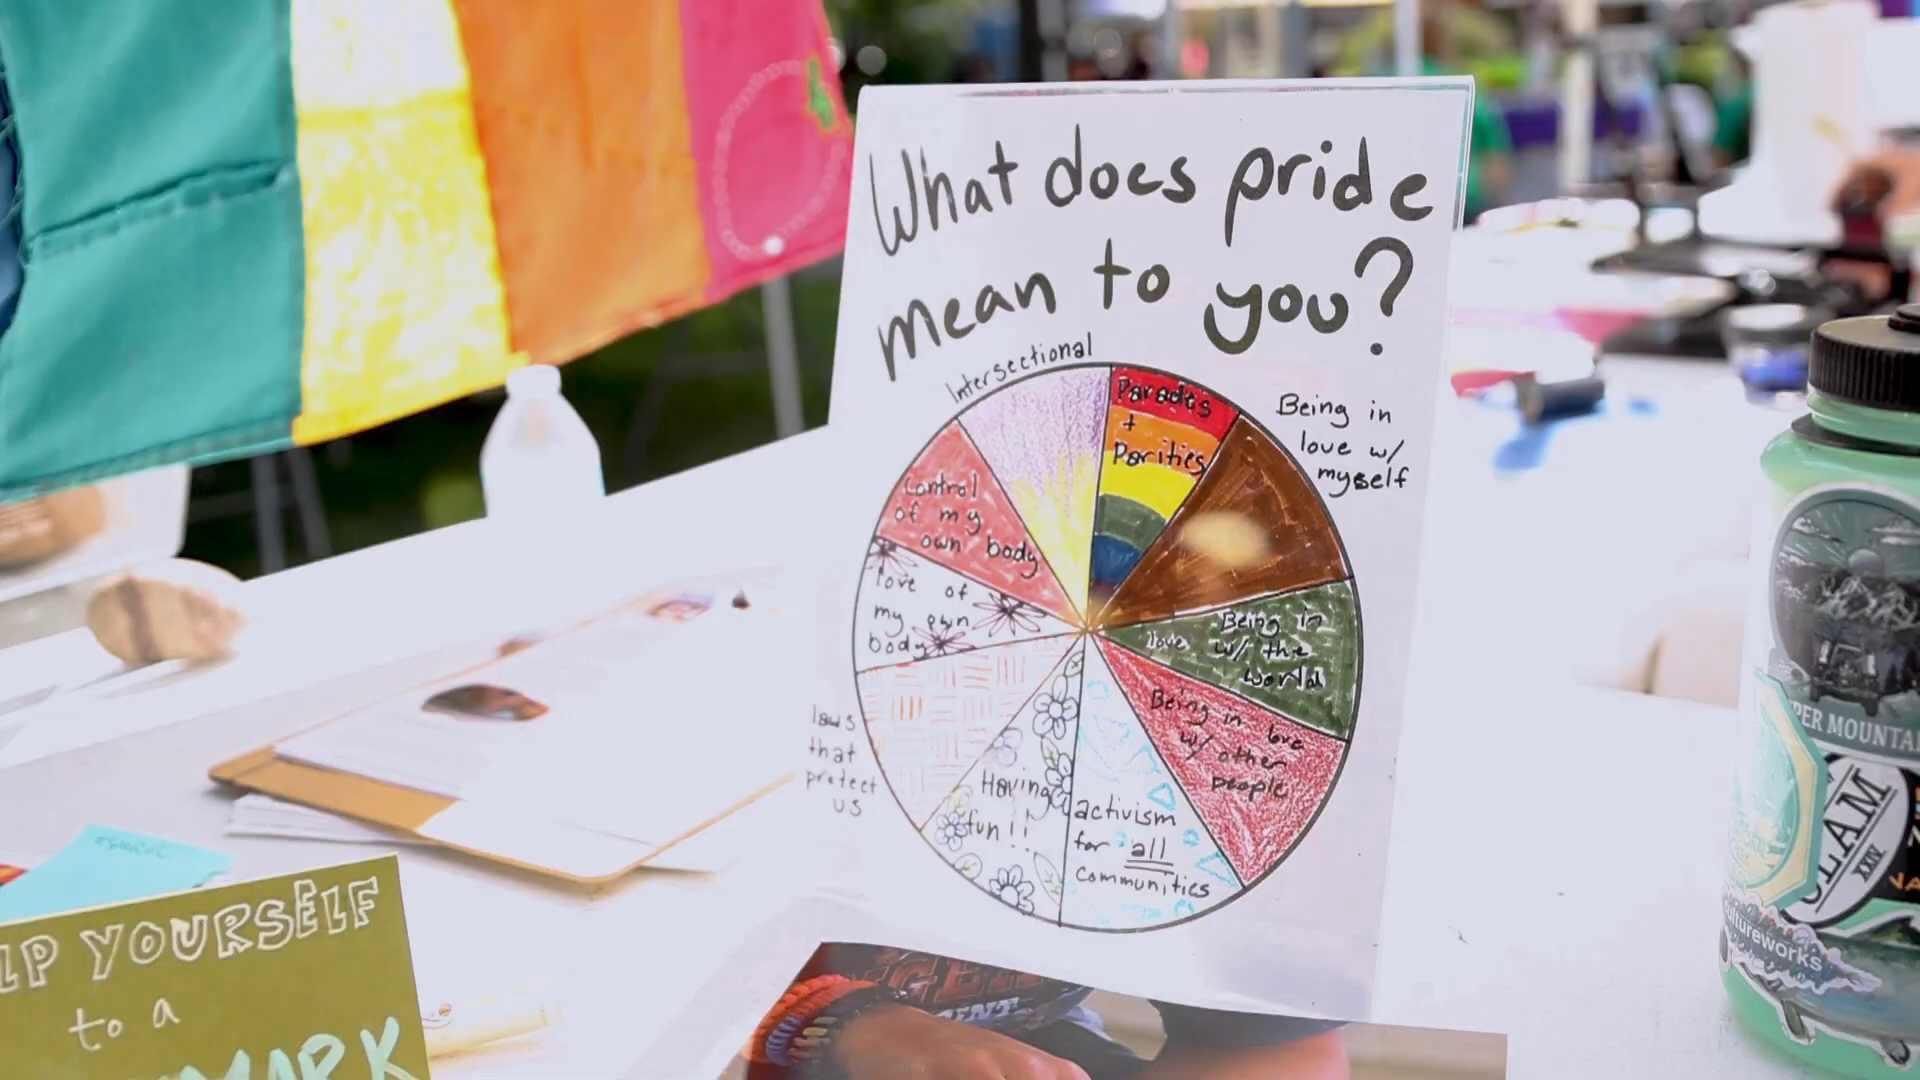 What does pride
mean to you?
Intersectional
Parades
+
Parities
Being in
love w/
myself
Being in
love w/ the
world
Being in love
w/ other
people
activism
for all
communities
Having
fun!!
laws
that
protect
us
love of
my own
body
control
of my
own body
YOURSELF
to a
MOUNTAI
XXIV